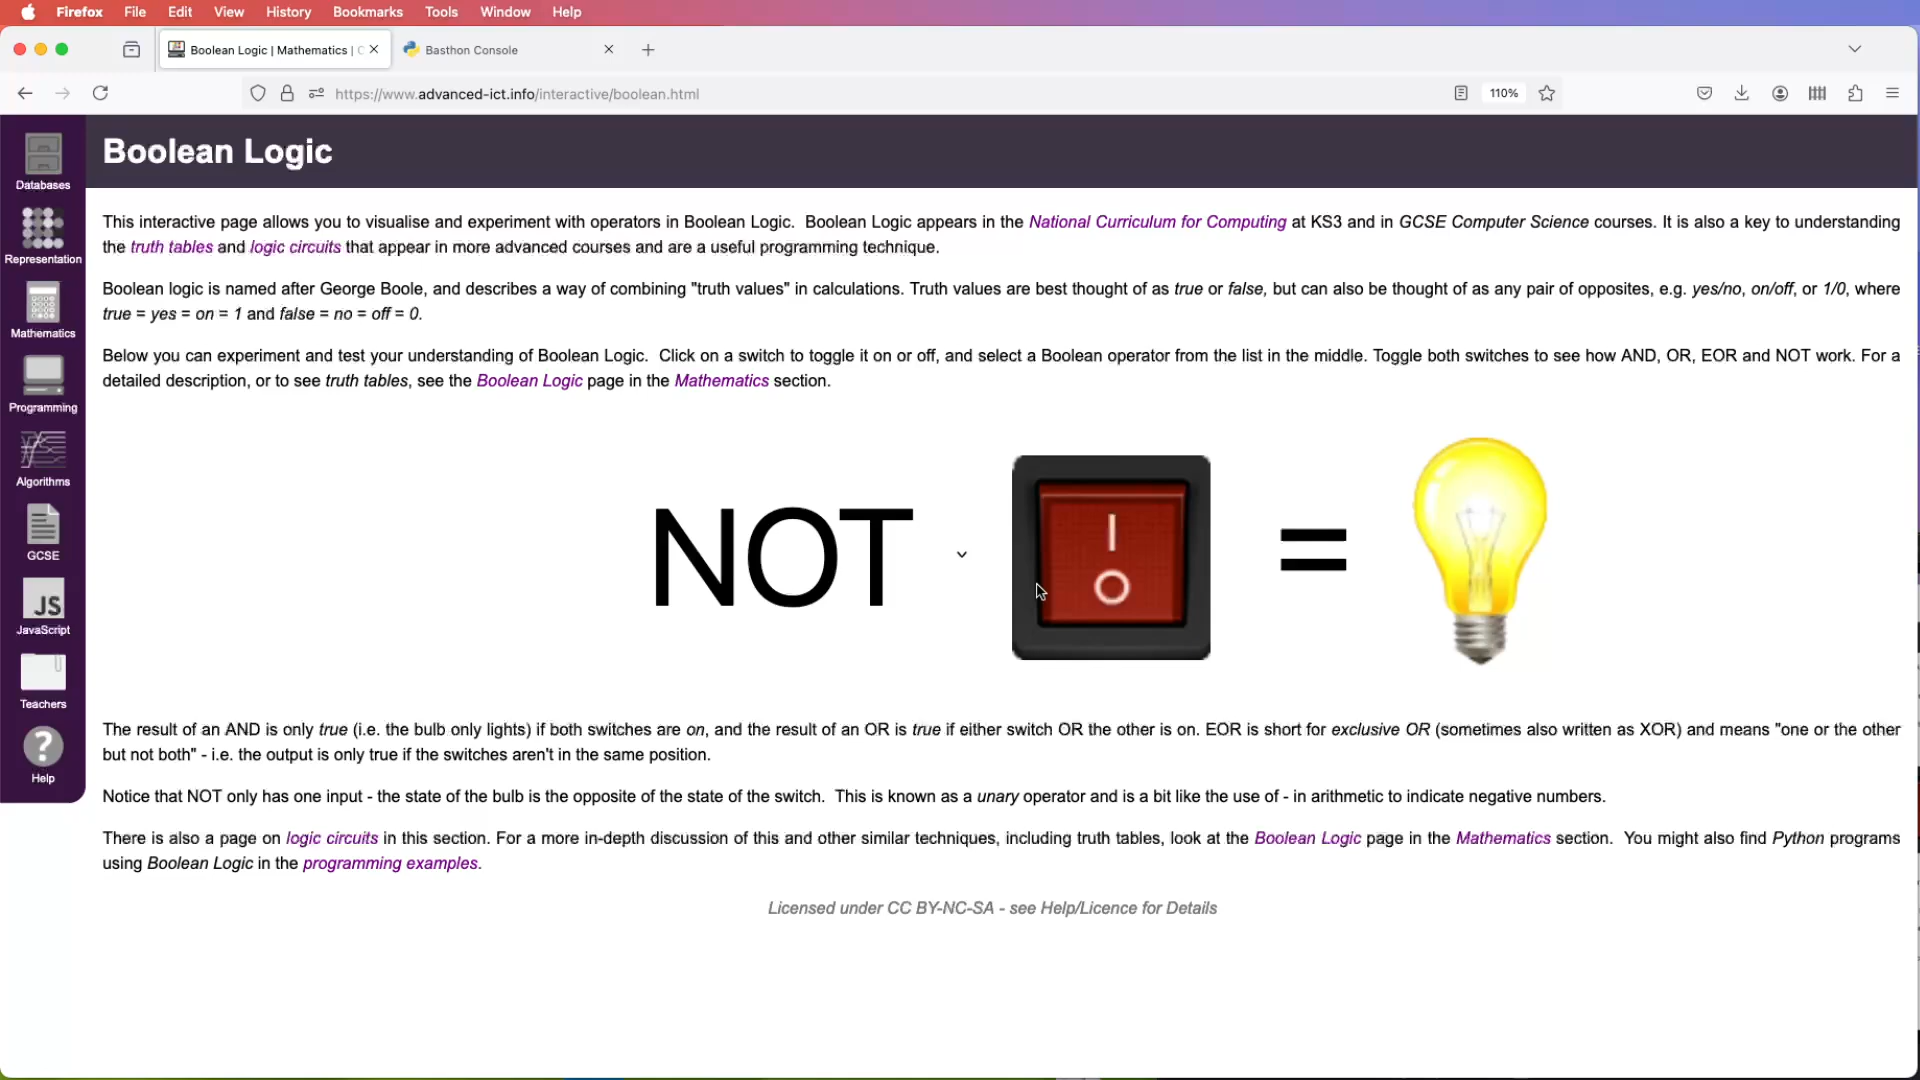 Firefox File Edit View History Bookmarks Tools Window Help
Boolean Logic | Mathematics | C
Basthon Console
https://www.advanced-ict.info/interactive/boolean.html
110%
Boolean Logic
Databases
Representation
Mathematics
Programming
Algorithms
GCSE
JS
JavaScript
Teachers
?
Help
This interactive page allows you to visualise and experiment with operators in Boolean Logic. Boolean Logic appears in the National Curriculum for Computing at KS3 and in GCSE Computer Science courses. It is also a key to understanding
the truth tables and logic circuits that appear in more advanced courses and are a useful programming technique.
Boolean logic is named after George Boole, and describes a way of combining "truth values" in calculations. Truth values are best thought of as true or false, but can also be thought of as any pair of opposites, e.g. yes/no, on/off, or 1/0, where
true = yes = on = 1 and false = no = off = 0.
Below you can experiment and test your understanding of Boolean Logic. Click on a switch to toggle it on or off, and select a Boolean operator from the list in the middle. Toggle both switches to see how AND, OR, EOR and NOT work. For a
detailed description, or to see truth tables, see the Boolean Logic page in the Mathematics section.
NOT I O =
The result of an AND is only true (i.e. the bulb only lights) if both switches are on, and the result of an OR is true if either switch OR the other is on. EOR is short for exclusive OR (sometimes also written as XOR) and means "one or the other
but not both" - i.e. the output is only true if the switches aren't in the same position.
Notice that NOT only has one input - the state of the bulb is the opposite of the state of the switch. This is known as a unary operator and is a bit like the use of - in arithmetic to indicate negative numbers.
There is also a page on logic circuits in this section. For a more in-depth discussion of this and other similar techniques, including truth tables, look at the Boolean Logic page in the Mathematics section. You might also find Python programs
using Boolean Logic in the programming examples.
Licensed under CC BY-NC-SA - see Help/Licence for Details